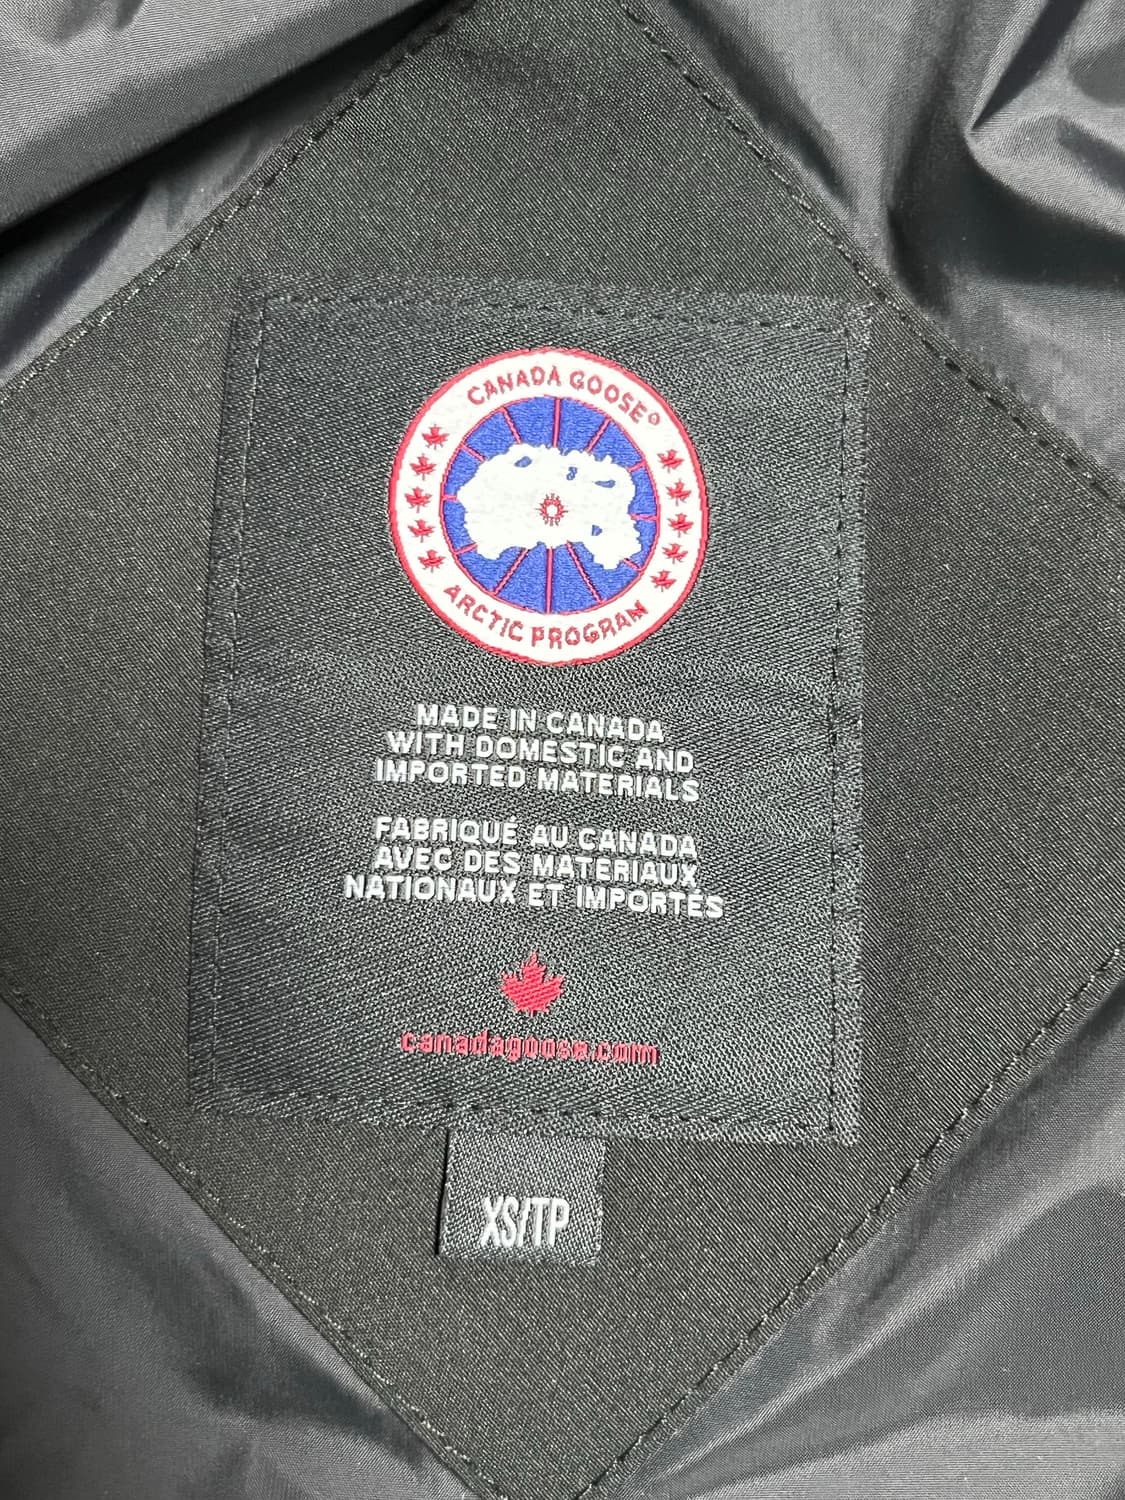 CANADA GOOSE®
ARCTIC PROGRAM
MADE IN CANADA
WITH DOMESTIC AND
IMPORTED MATERIALS
FABRIQUÉ AU CANADA
AVEC DES MATERIAUX
NATIONAUX ET IMPORTÉS
canadagoose.com
XS/TP